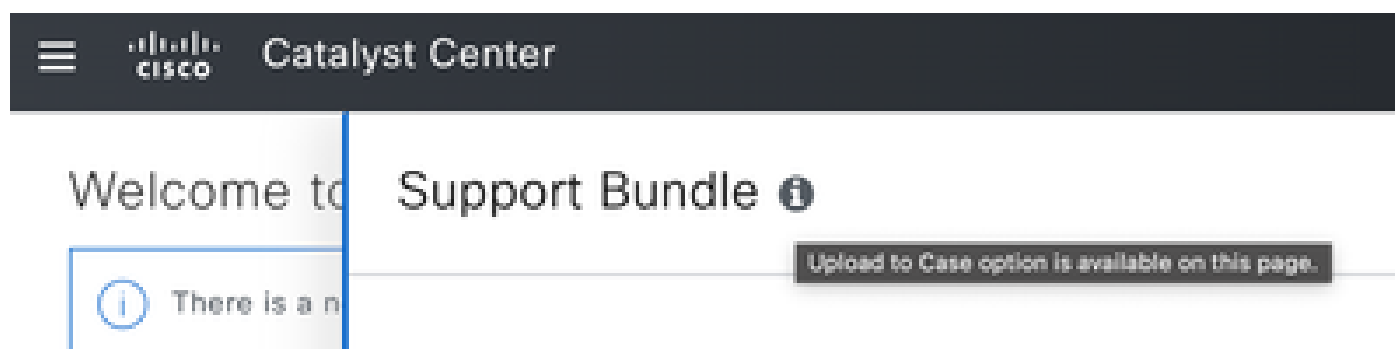 CISCO Catalyst Center
Welcome to
Support Bundle
Upload to Case option is available on this page.
There is a n